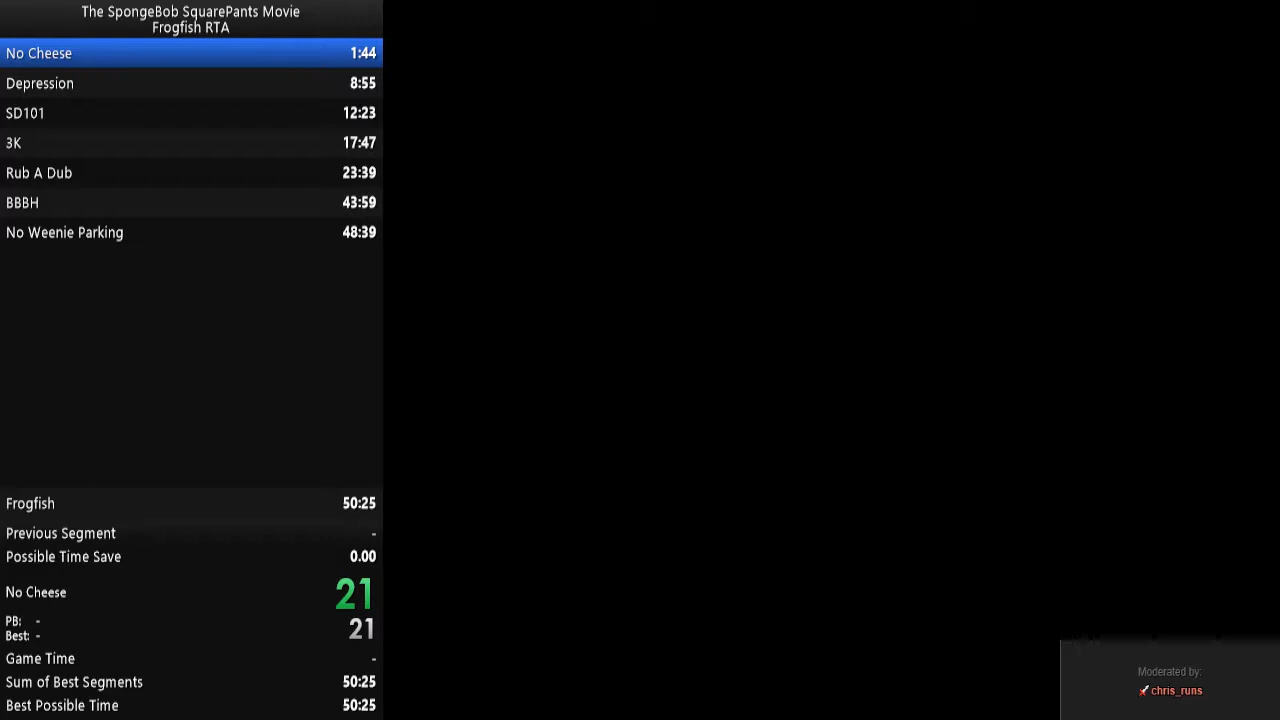 The SpongeBob SquarePants Movie
Frogfish RTA
No Cheese 1:44
Depression 8:55
SD101 12:23
3K 17:47
Rub A Dub 23:39
BBBH 43:59
No Weenie Parking 48:39
Frogfish 50:25
Previous Segment -
Possible Time Save 0.00
No Cheese 21
PB: -
Best: - 21
Game Time -
Sum of Best Segments 50:25
Best Possible Time 50:25
Moderated by:
chris_runs